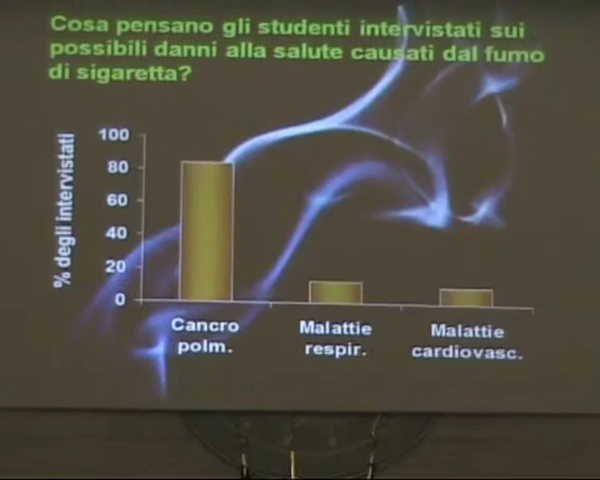 Cosa pensano gli studenti intervistati sui
possibili danni alla salute causati dal fumo
di sigaretta?
% degli intervistati
100
80
60
40
20
0
Cancro
polm.
Malattie
respir.
Malattie
cardiovasc.